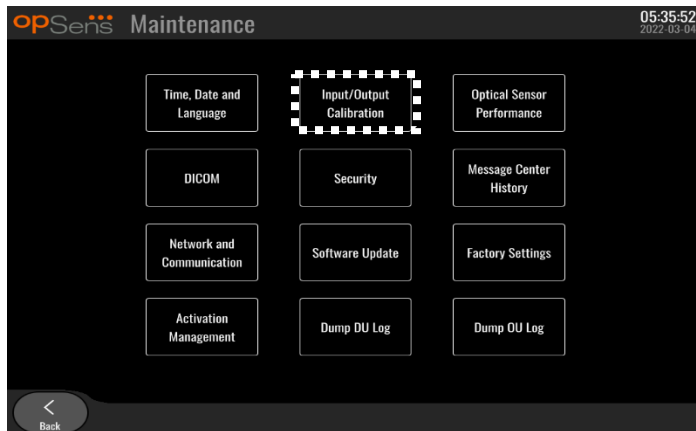 opSens Maintenance
05:35:52
2022-03-04
Time, Date and
Language
Input/Output
Calibration
Optical Sensor
Performance
DICOM
Security
Message Center
History
Network and
Communication
Software Update
Factory Settings
Activation
Management
Dump DU Log
Dump OU Log
Back